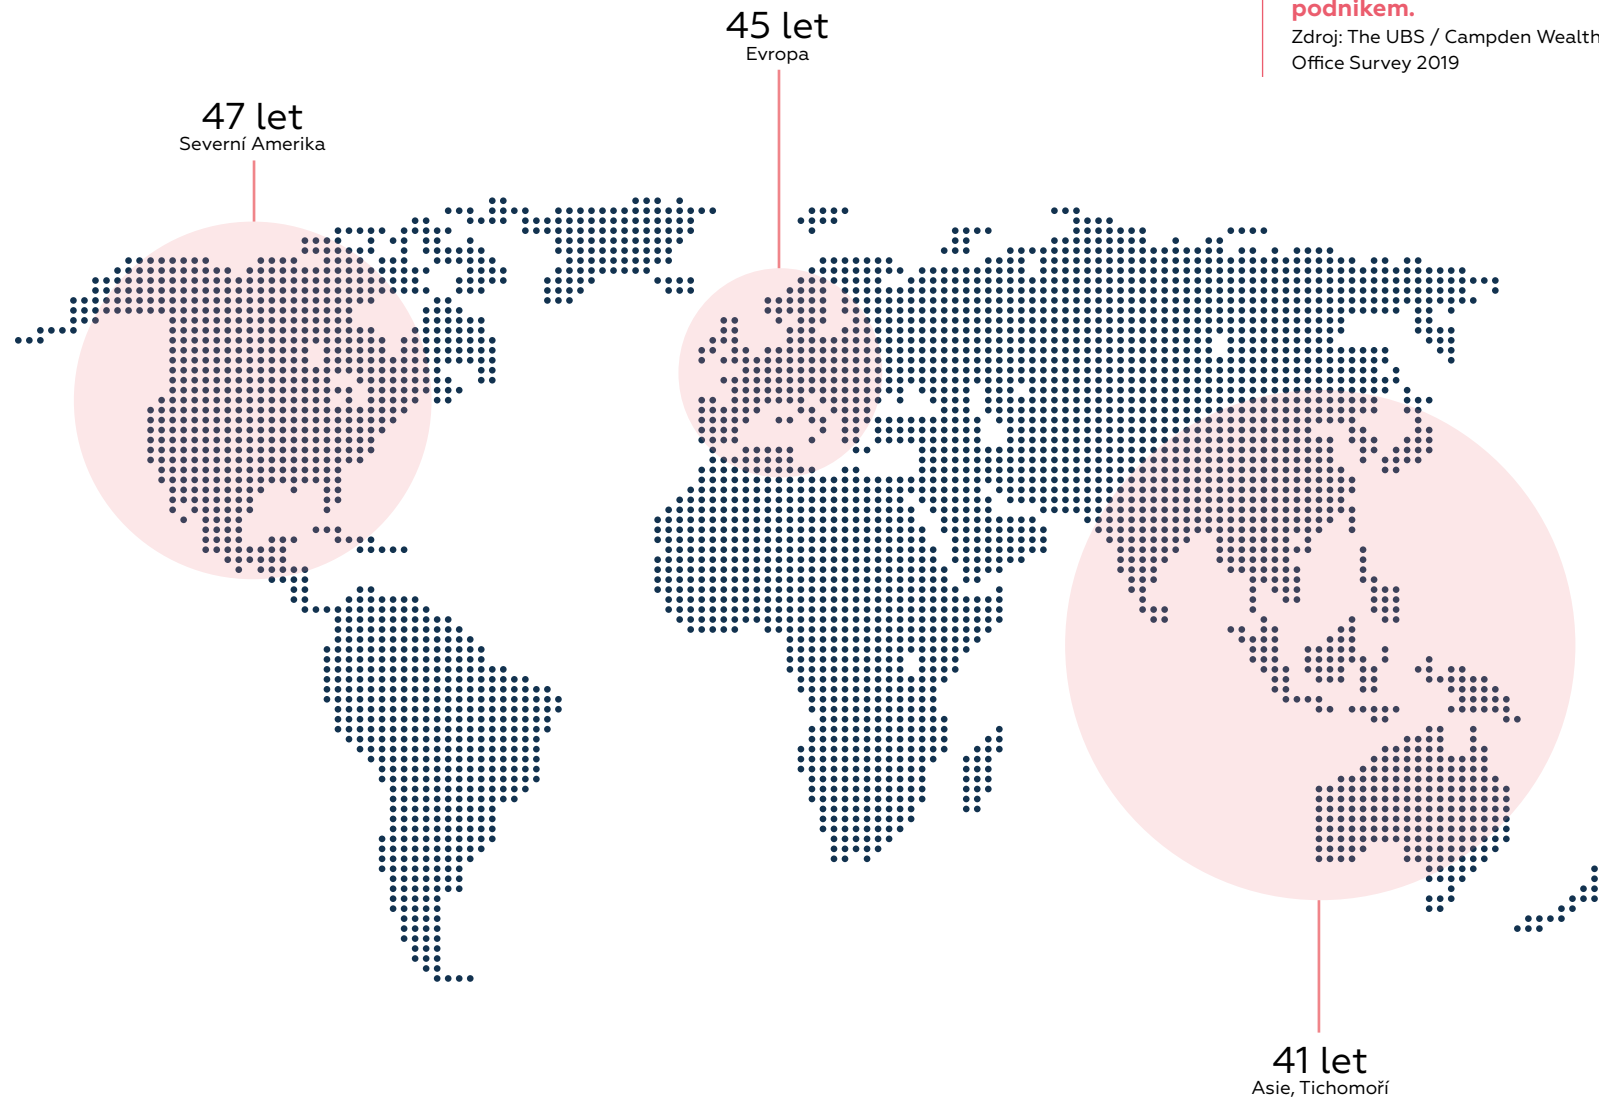 podnikem.
Zdroj: The UBS / Campden Wealth
Office Survey 2019
45 let
Evropa
47 let
Severní Amerika
41 let
Asie, Tichomoří